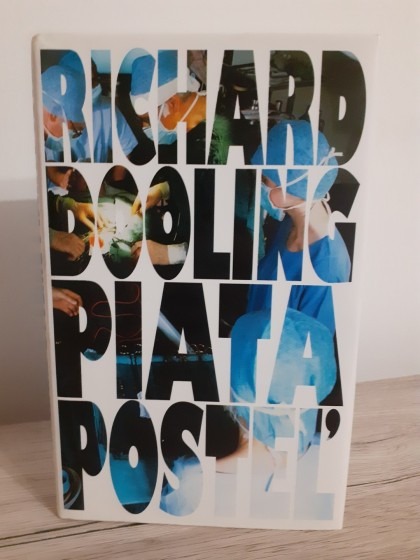 RICHARD
DOOLING
PIATA
POSTEĽ